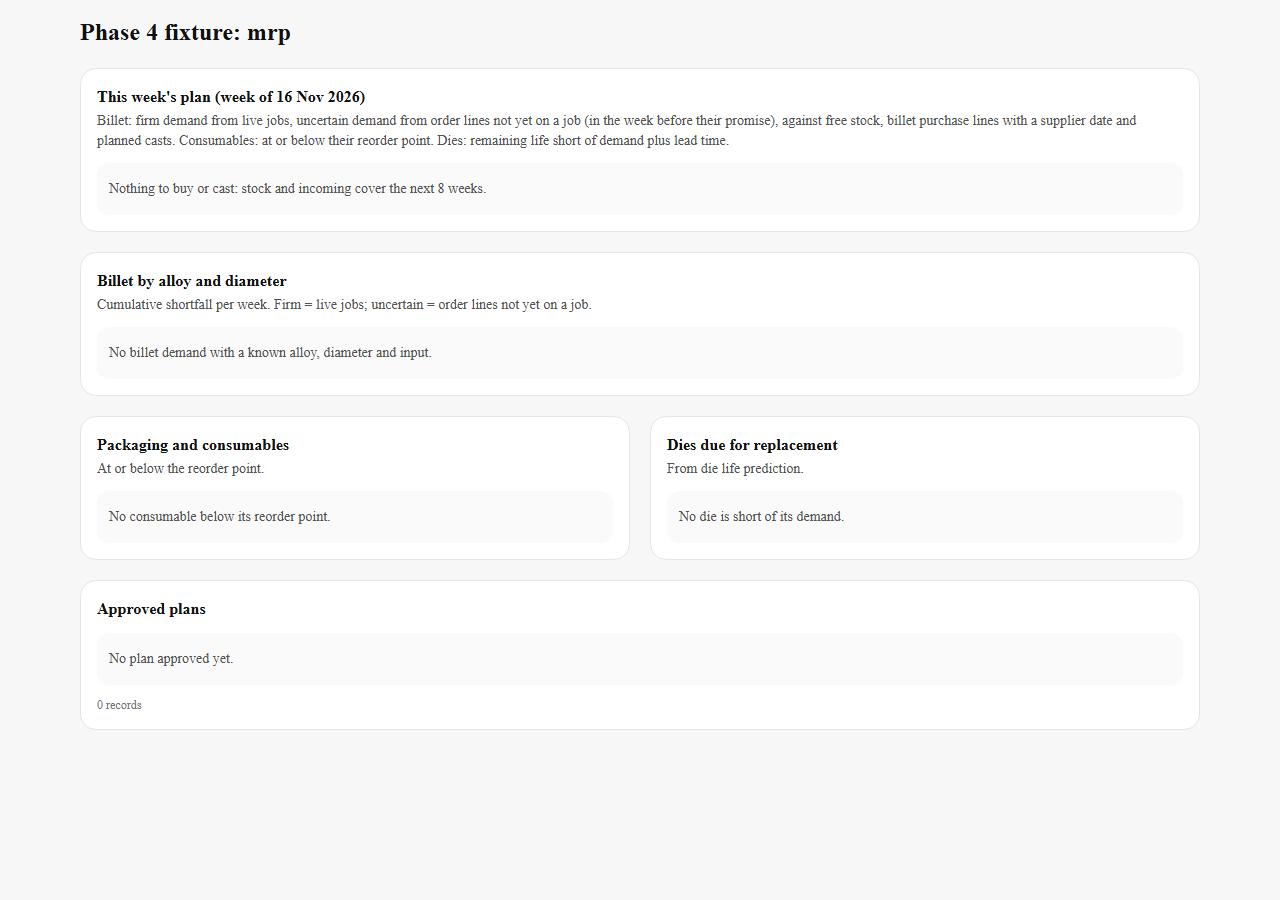 Phase 4 fixture: mrp
This week's plan (week of 16 Nov 2026)
Billet: firm demand from live jobs, uncertain demand from order lines not yet on a job (in the week before their promise), against free stock, billet purchase lines with a supplier date and
planned casts. Consumables: at or below their reorder point. Dies: remaining life short of demand plus lead time.
Nothing to buy or cast: stock and incoming cover the next 8 weeks.
Billet by alloy and diameter
Cumulative shortfall per week. Firm = live jobs; uncertain = order lines not yet on a job.
No billet demand with a known alloy, diameter and input.
Packaging and consumables
At or below the reorder point.
No consumable below its reorder point.
Dies due for replacement
From die life prediction.
No die is short of its demand.
Approved plans
No plan approved yet.
0 records